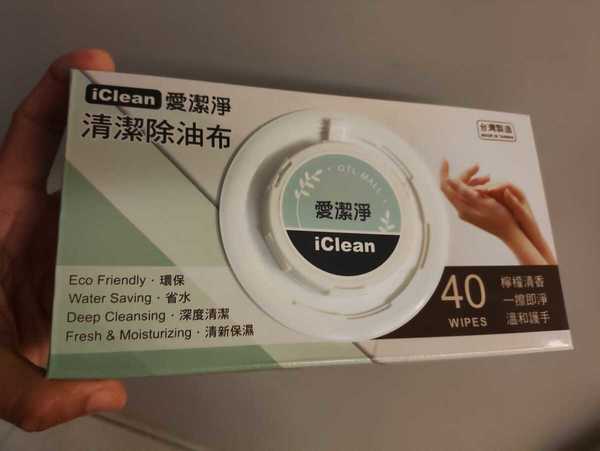 iClean 愛潔淨
清潔除油布
台灣製造
MADE IN TAIWAN
OTL MALL
愛潔淨
iClean
Eco Friendly · 環保
Water Saving · 省水
Deep Cleansing · 深度清潔
Fresh & Moisturizing · 清新保濕
40
WIPES
檸檬清香
一擦即淨
溫和護手